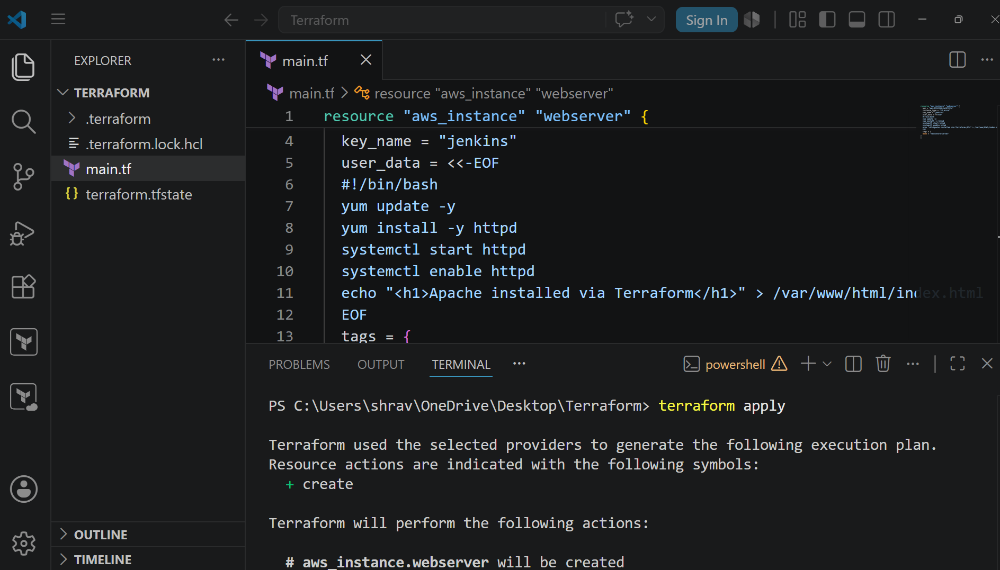 Terraform
Sign In
EXPLORER
TERRAFORM
.terraform
.terraform.lock.hcl
main.tf
terraform.tfstate
OUTLINE
TIMELINE
main.tf
main.tf > resource "aws_instance" "webserver"
1 resource "aws_instance" "webserver" {
4 key_name = "jenkins"
5 user_data = <<-EOF
6 #!/bin/bash
7 yum update -y
8 yum install -y httpd
9 systemctl start httpd
10 systemctl enable httpd
11 echo "<h1>Apache installed via Terraform</h1>" > /var/www/html/index.html
12 EOF
13 tags = {
PROBLEMS OUTPUT TERMINAL
powershell
PS C:\Users\shrav\OneDrive\Desktop\Terraform> terraform apply
Terraform used the selected providers to generate the following execution plan.
Resource actions are indicated with the following symbols:
+ create
Terraform will perform the following actions:
# aws_instance.webserver will be created